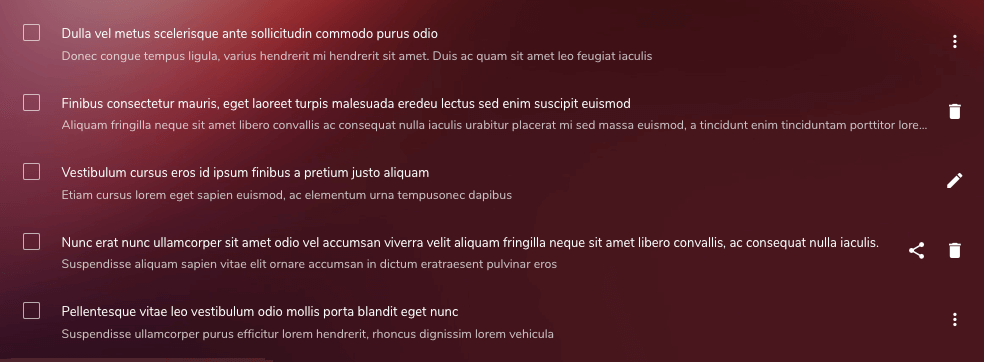 Dulla vel metus scelerisque ante sollicitudin commodo purus odio
Donec congue tempus ligula, varius hendrerit mi hendrerit sit amet. Duis ac quam sit amet leo feugiat iaculis
Finibus consectetur mauris, eget laoreet turpis malesuada eredeu lectus sed enim suscipit euismod
Aliquam fringilla neque sit amet libero convallis ac consequat nulla iaculis urabitur placerat mi sed massa euismod, a tincidunt enim tinciduntam porttitor lore...
Vestibulum cursus eros id ipsum finibus a pretium justo aliquam
Etiam cursus lorem eget sapien euismod, ac elementum urna tempusonec dapibus
Nunc erat nunc ullamcorper sit amet odio vel accumsan viverra velit aliquam fringilla neque sit amet libero convallis, ac consequat nulla iaculis.
Suspendisse aliquam sapien vitae elit ornare accumsan in dictum eratraesent pulvinar eros
Pellentesque vitae leo vestibulum odio mollis porta blandit eget nunc
Suspendisse ullamcorper purus efficitur lorem hendrerit, rhoncus dignissim lorem vehicula